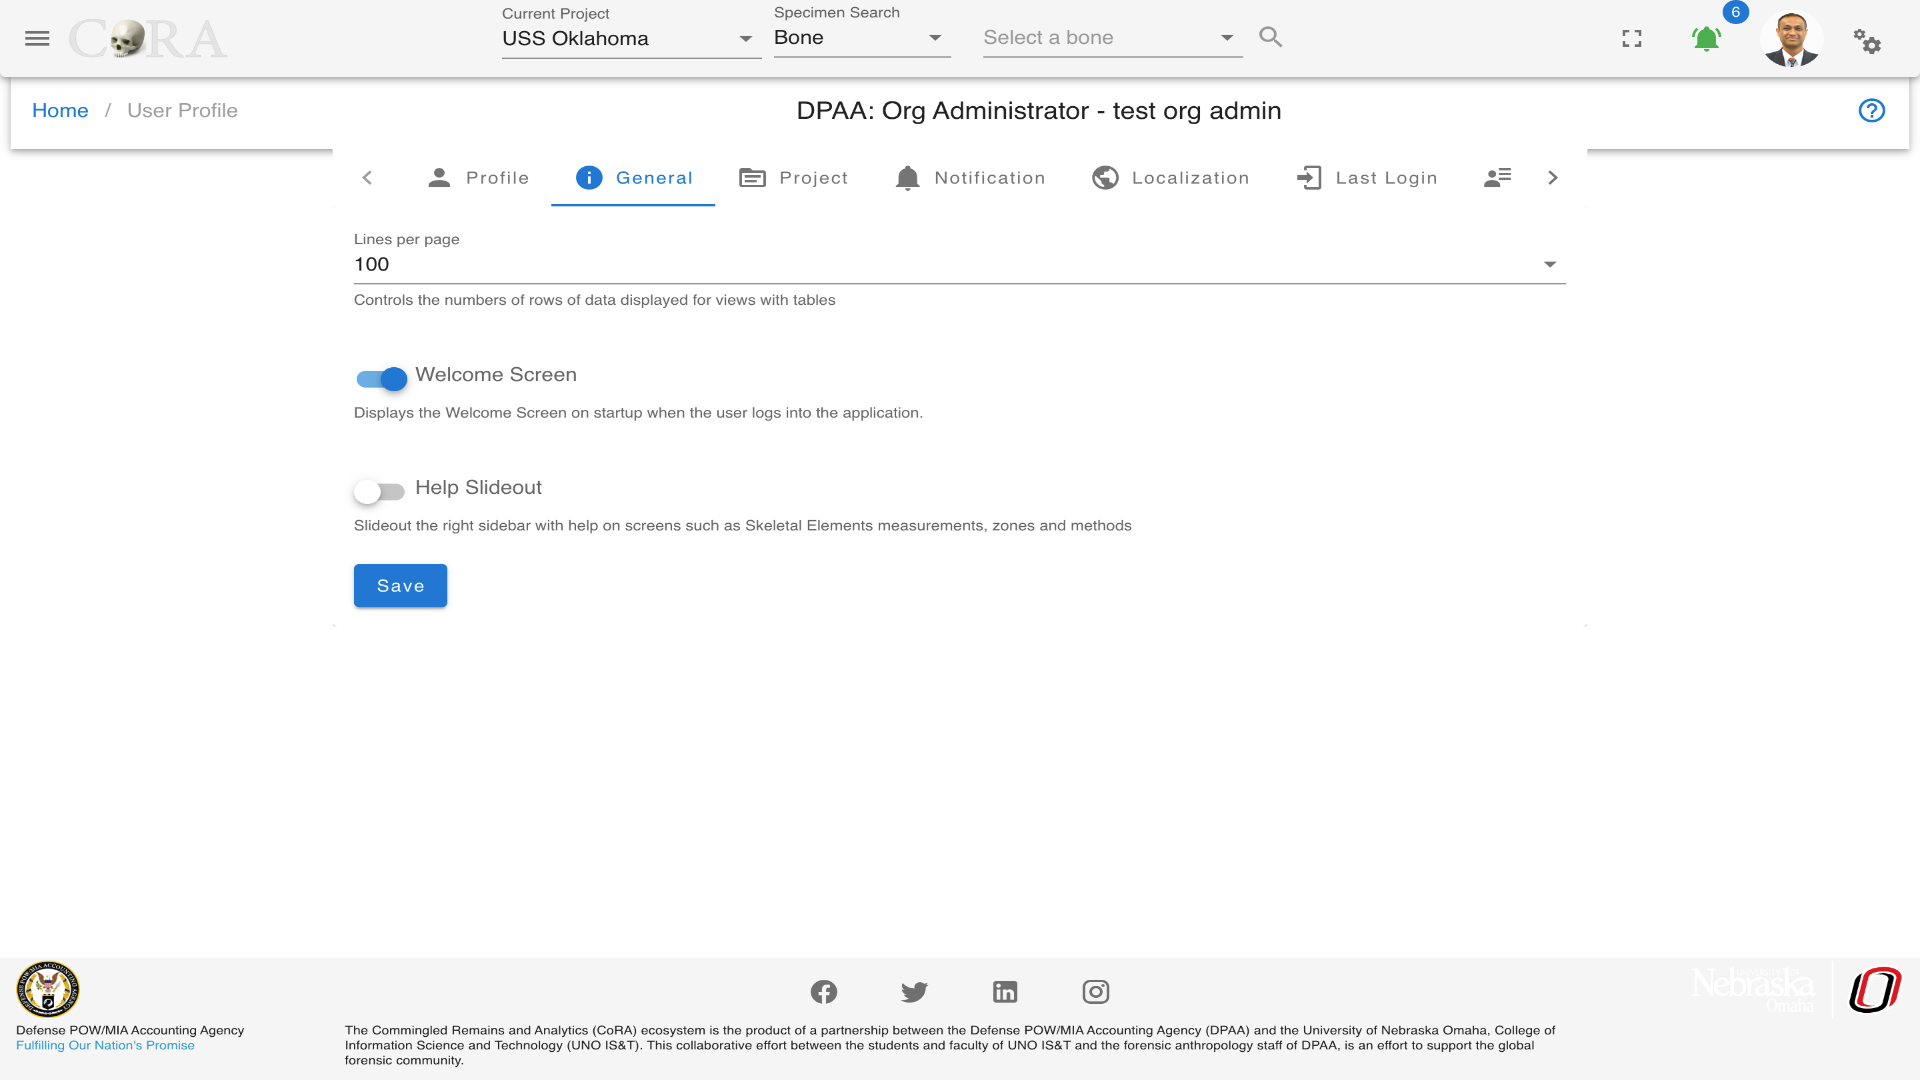 CoRA
Current Project
USS Oklahoma
Specimen Search
Bone
Select a bone
6
Home / User Profile
DPAA: Org Administrator - test org admin
Profile
General
Project
Notification
Localization
Last Login
Lines per page
100
Controls the numbers of rows of data displayed for views with tables
Welcome Screen
Displays the Welcome Screen on startup when the user logs into the application.
Help Slideout
Slideout the right sidebar with help on screens such as Skeletal Elements measurements, zones and methods
Save
Defense POW/MIA Accounting Agency
Fulfilling Our Nation's Promise
The Commingled Remains and Analytics (CoRA) ecosystem is the product of a partnership between the Defense POW/MIA Accounting Agency (DPAA) and the University of Nebraska Omaha, College of
Information Science and Technology (UNO IS&T). This collaborative effort between the students and faculty of UNO IS&T and the forensic anthropology staff of DPAA, is an effort to support the global
forensic community.
Nebraska
Omaha